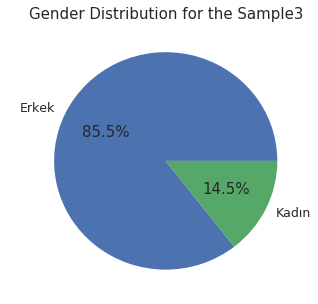 Gender Distribution for the Sample3
Erkek
85.5%
14.5%
Kadın